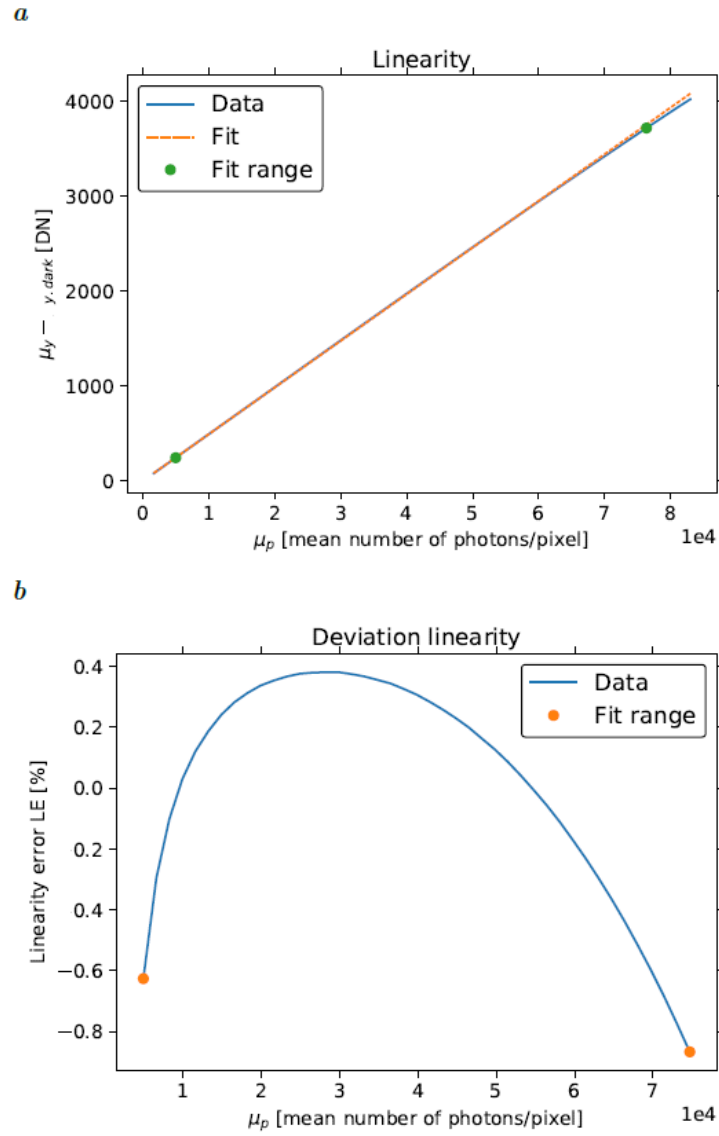 a
Linearity
Data
Fit
Fit range
4000
3000
2000
1000
0
μy − y.dark [DN]
0 1 2 3 4 5 6 7 8
μp [mean number of photons/pixel]
1e4
b
Deviation linearity
Data
Fit range
0.4
0.2
0.0
0.2
0.4
−0.6
−0.8
Linearity error LE [%]
1 2 3 4 5 6 7
μp [mean number of photons/pixel]
1e4